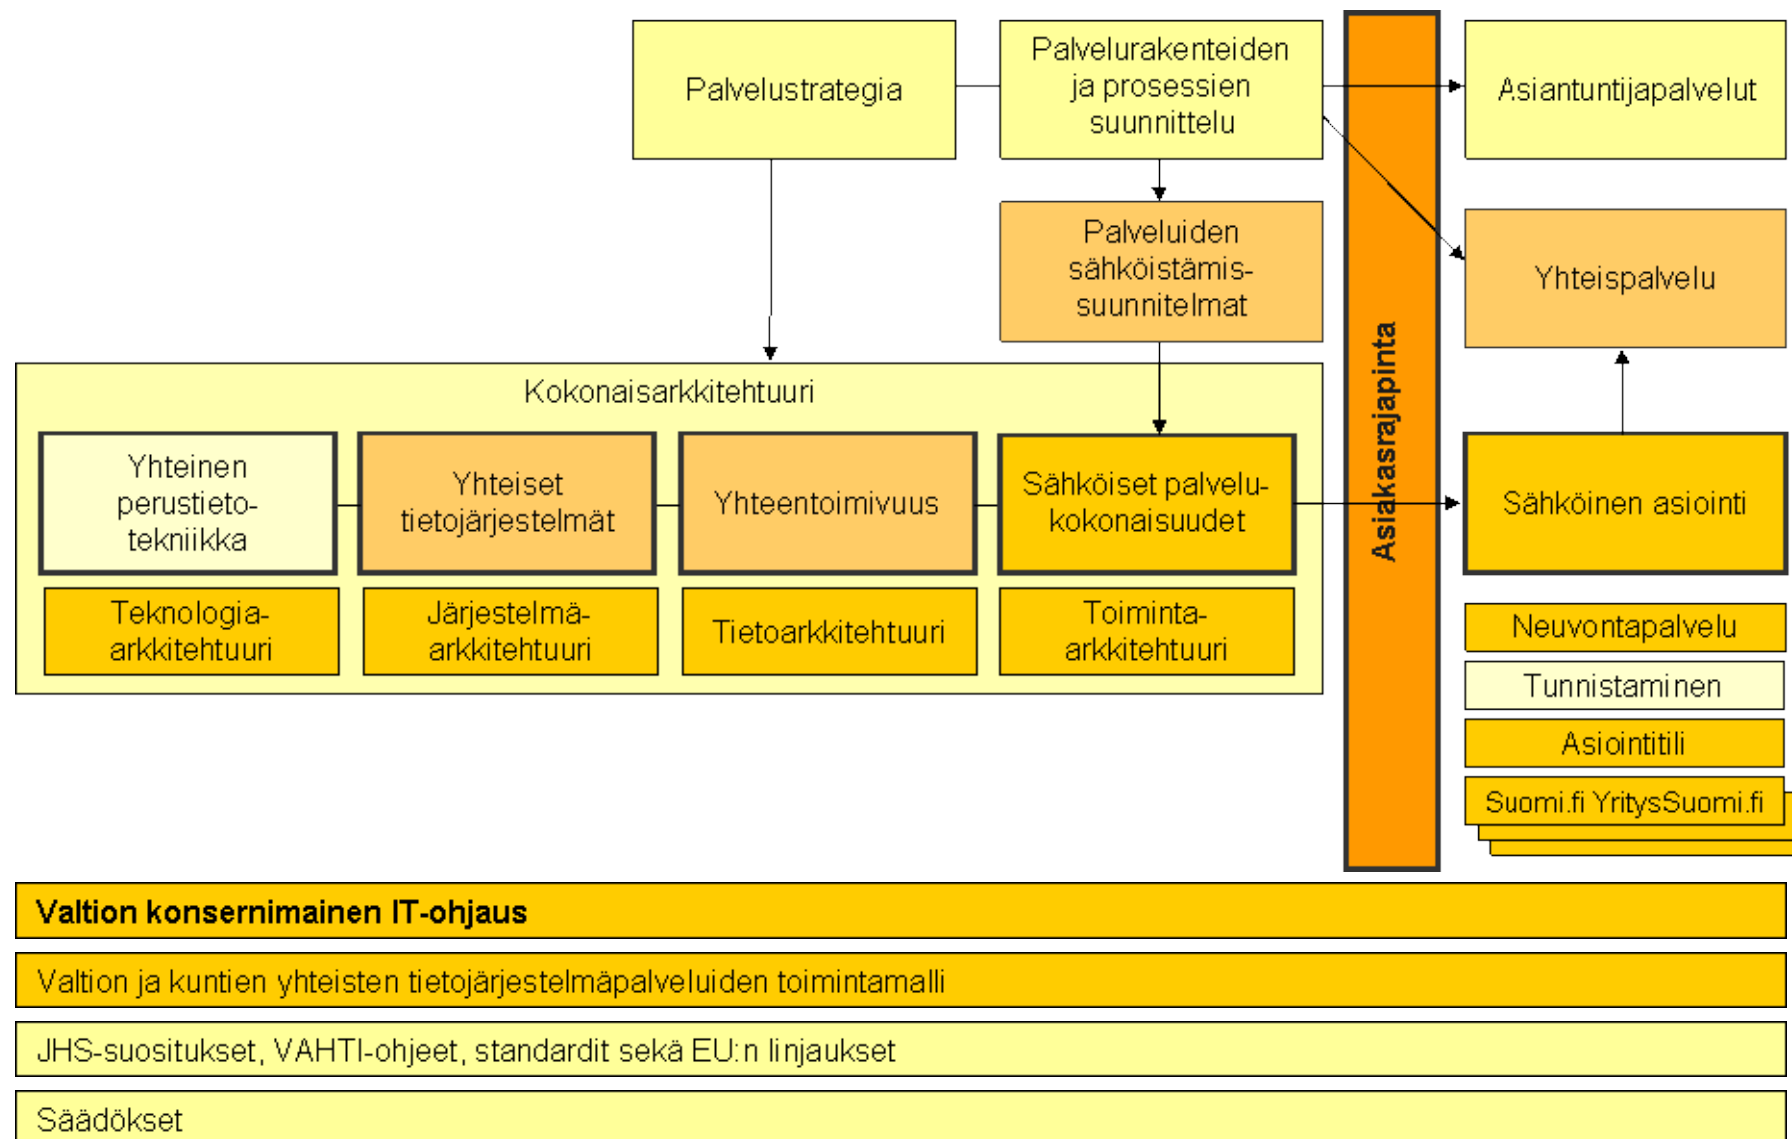 Palvelustrategia
Palvelurakenteiden
ja prosessien
suunnittelu
Asiantuntijapalvelut
Palveluiden
sähköistämis-
suunnitelmat
Yhteispalvelu
Asiakasrajapinta
Kokonaisarkkitehtuuri
Yhteinen
perustieto-
tekniikka
Yhteiset
tietojärjestelmät
Yhteentoimivuus
Sähköiset palvelu-
kokonaisuudet
Sähköinen asiointi
Teknologia-
arkkitehtuuri
Järjestelmä-
arkkitehtuuri
Tietoarkkitehtuuri
Toiminta-
arkkitehtuuri
Neuvontapalvelu
Tunnistaminen
Asiointitili
Suomi.fi YritysSuomi.fi
Valtion konsernimainen IT-ohjaus
Valtion ja kuntien yhteisten tietojärjestelmäpalveluiden toimintamalli
JHS-suositukset, VAHTI-ohjeet, standardit sekä EU:n linjaukset
Säädökset